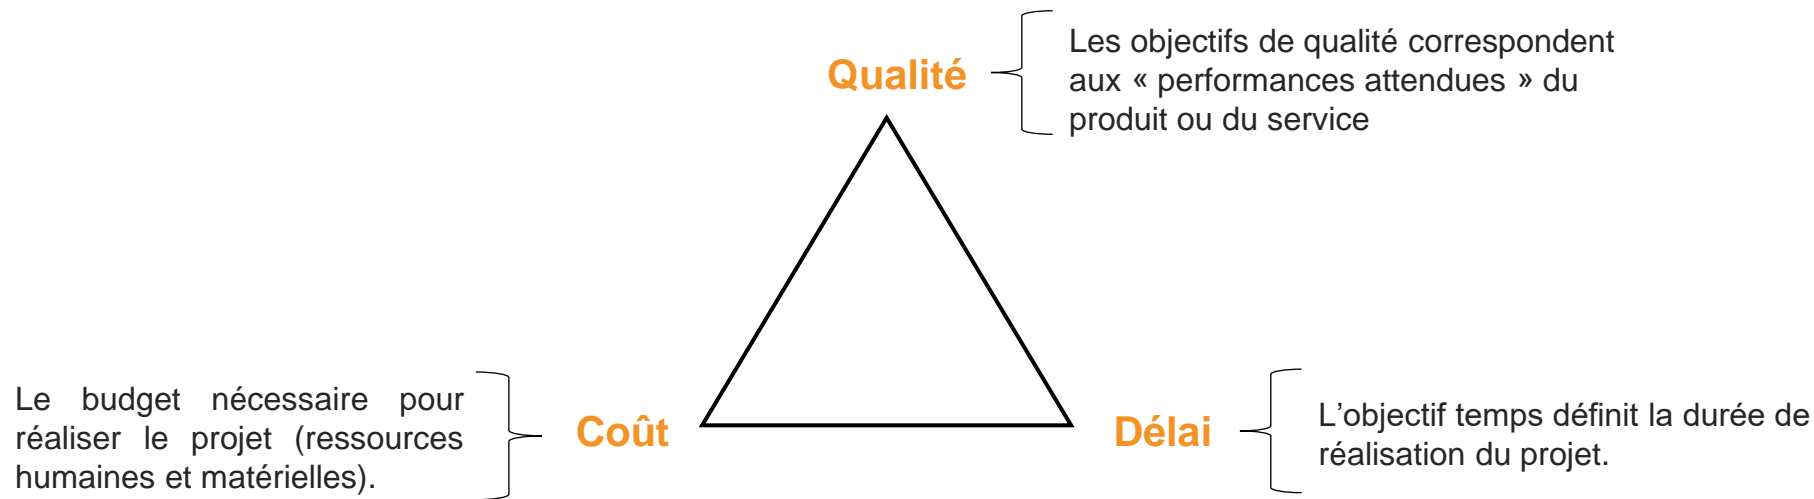 Qualité
Les objectifs de qualité correspondent
aux « performances attendues » du
produit ou du service
Le budget nécessaire pour
réaliser le projet (ressources
humaines et matérielles).
Coût
Délai
L’objectif temps définit la durée de
réalisation du projet.